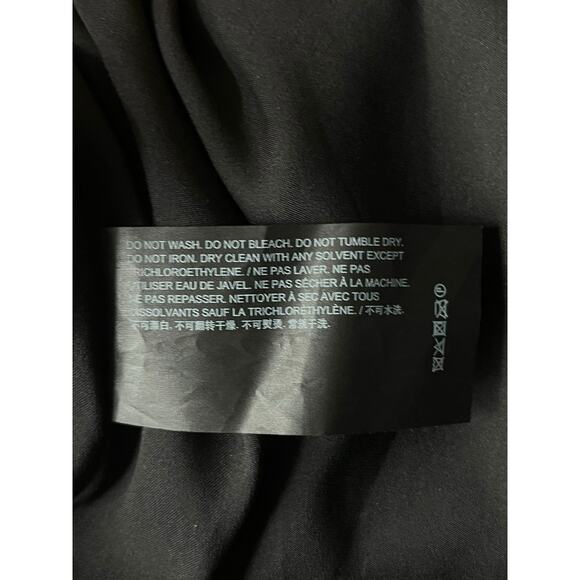 DO NOT WASH. DO NOT BLEACH. DO NOT TUMBLE DRY.
DO NOT IRON. DRY CLEAN WITH ANY SOLVENT EXCEPT
TRICHLOROETHYLENE. / NE PAS LAVER. NE PAS
UTILISER EAU DE JAVEL. NE PAS SÉCHER À LA MACHINE.
NE PAS REPASSER. NETTOYER À SEC AVEC TOUS
DISSOLVANTS SAUF LA TRICHLORÉTHYLÈNE. / 不可水洗.
不可漂白. 不可翻转干燥. 不可熨烫. 常规干洗.